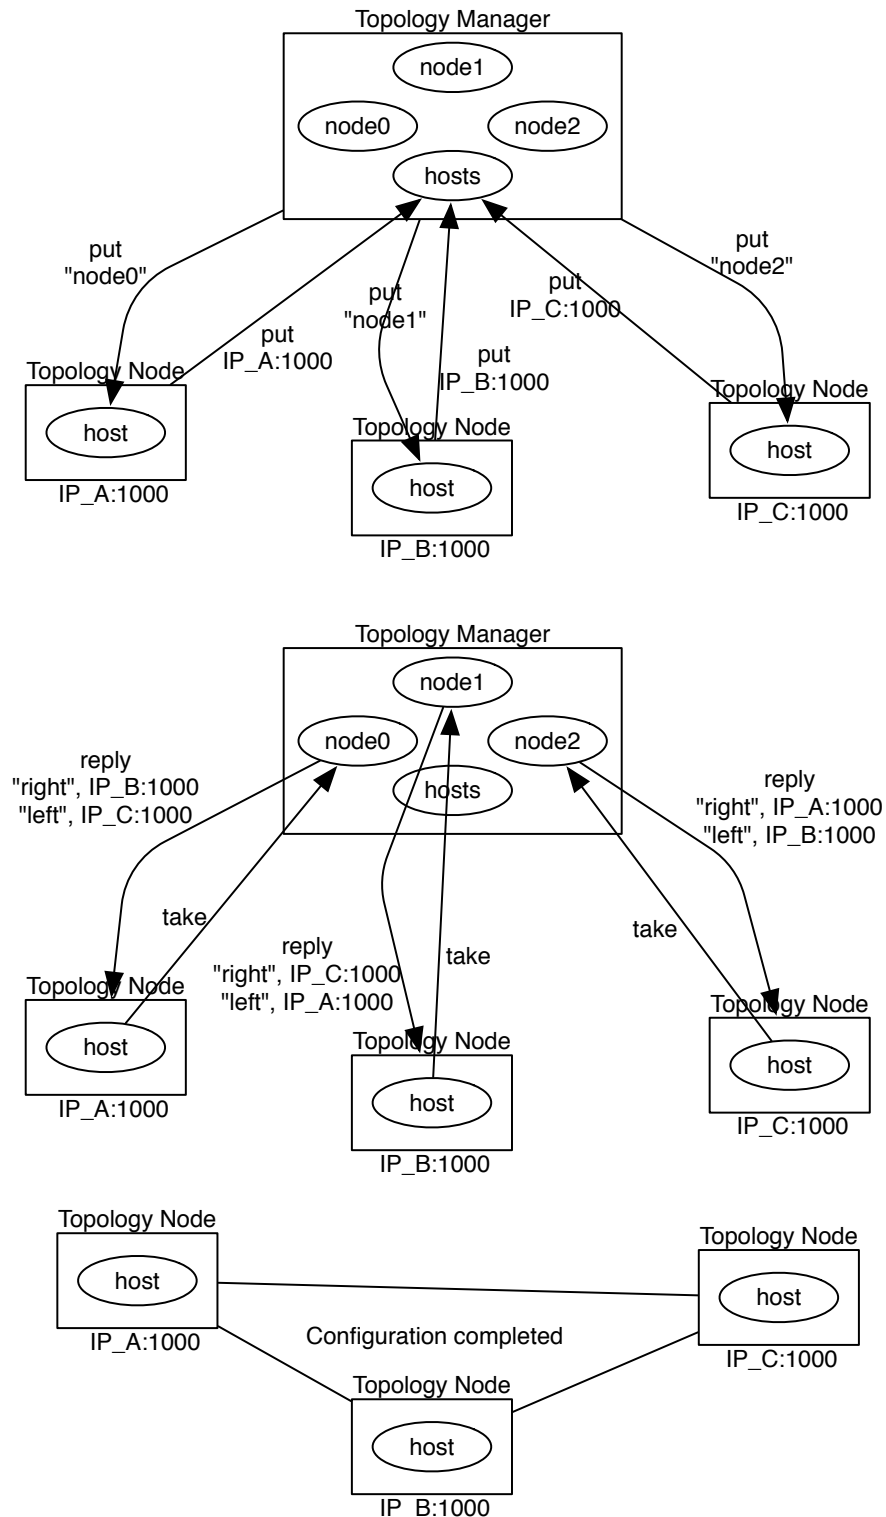 Topology Manager
node1
node0
node2
hosts
put
"node0"
put
IP_A:1000
put
"node1"
put
IP_B:1000
put
IP_C:1000
put
"node2"
Topology Node
host
IP_A:1000
Topology Node
host
IP_B:1000
Topology Node
host
IP_C:1000
Topology Manager
node1
node0
node2
hosts
reply
"right", IP_B:1000
"left", IP_C:1000
take
reply
"right", IP_C:1000
"left", IP_A:1000
take
reply
"right", IP_A:1000
"left", IP_B:1000
take
Topology Node
host
IP_A:1000
Topology Node
host
IP_B:1000
Topology Node
host
IP_C:1000
Topology Node
host
IP_A:1000
Topology Node
host
IP_C:1000
Configuration completed
Topology Node
host
IP_B:1000